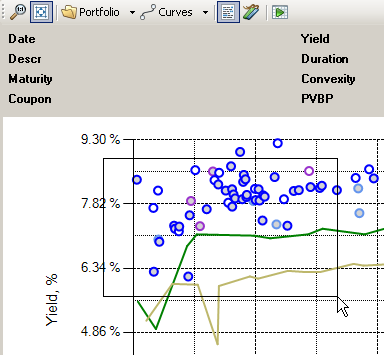 Portfolio Curves
Date Yield
Descr Duration
Maturity Convexity
Coupon PVBP
9.30 %
7.82 %
6.34 %
4.86 %
Yield, %